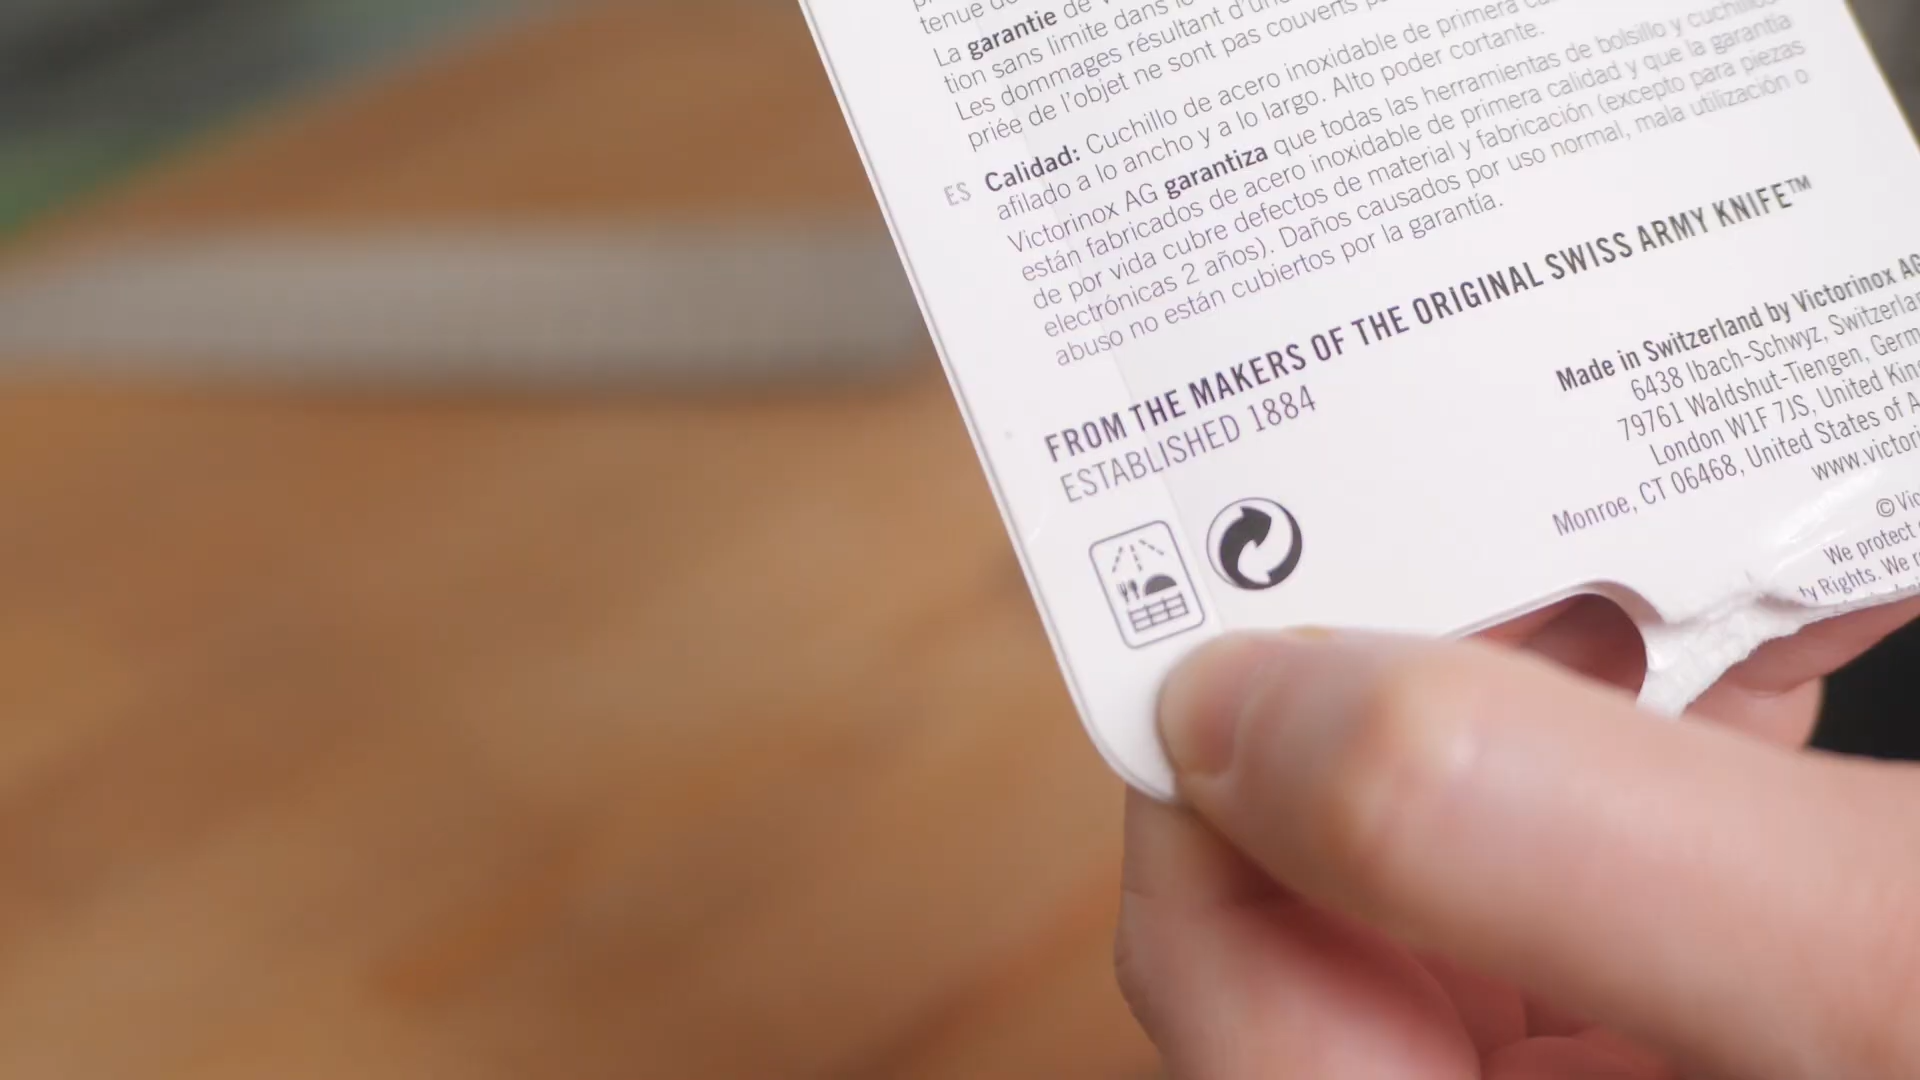 tenue
La garantie de
tion sans limite dans
Les dommages résultant d'une
priée de l'objet ne sont pas couverts
ES Calidad: Cuchillo de acero inoxidable de primera
afilado a lo ancho y a lo largo. Alto poder cortante.
Victorinox AG garantiza que todas las herramientas de bolsillo y cuchillos
están fabricados de acero inoxidable de primera calidad y que la garantía
de por vida cubre defectos de material y fabricación (excepto para piezas
electrónicas 2 años). Daños causados por uso normal, mala utilización o
abuso no están cubiertos por la garantía.
FROM THE MAKERS OF THE ORIGINAL SWISS ARMY KNIFE™
ESTABLISHED 1884
Made in Switzerland by Victorinox AG
6438 Ibach-Schwyz, Switzerlan
79761 Waldshut-Tiengen, Germ
London W1F 7JS, United King
Monroe, CT 06468, United States of A
www.victori
© Vic
We protect
ty Rights. We